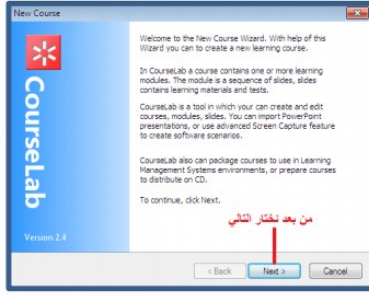 New Course
Welcome to the New Course Wizard. With help of this
Wizard you can to create a new learning course.
In CourseLab a course contains one or more learning
modules. The module is a sequence of slides, slides
contains learning materials and tests.
CourseLab is a tool in which your can create and edit
courses, modules, slides. You can import PowerPoint
presentations, or use advanced Screen Capture feature
to create software scenarios.
CourseLab also can package courses to use in Learning
Management Systems environments, or prepare courses
to distribute on CD.
To continue, click Next.
من بعد نختار التالي
CourseLab
Version 2.4
< Back
Next >
Cancel